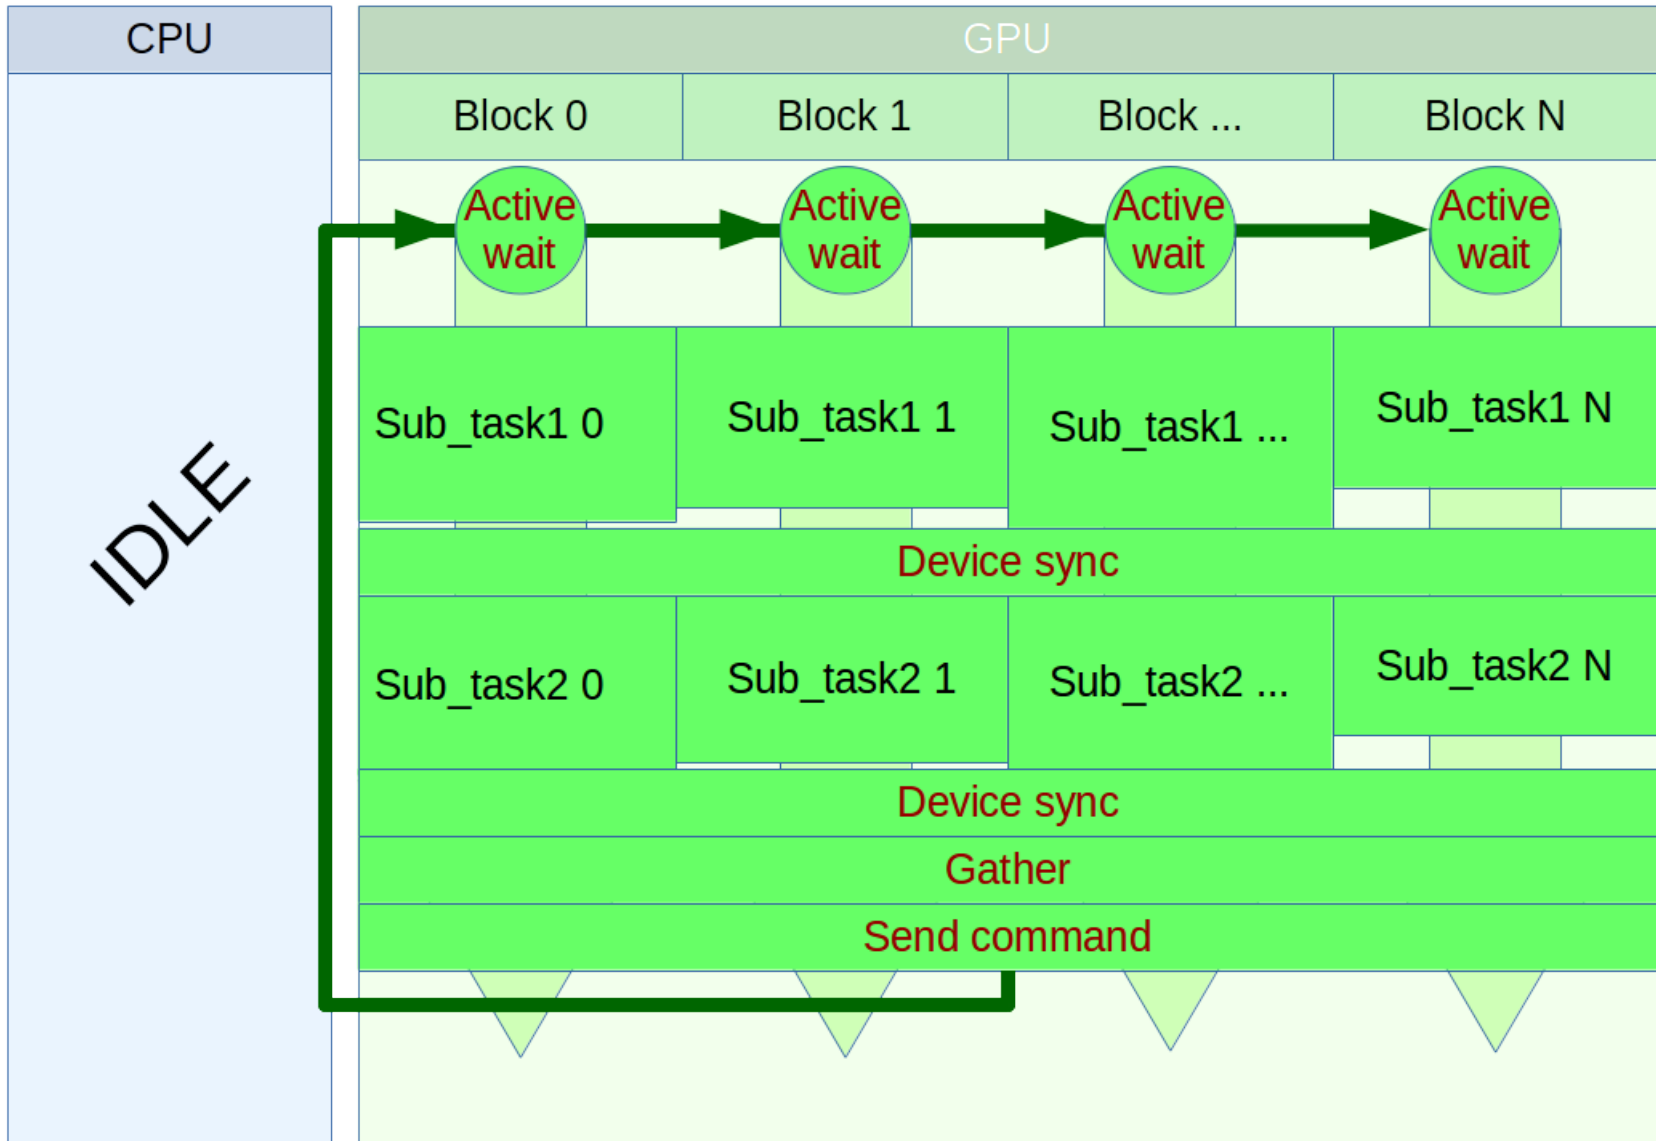 CPU
GPU
Block 0
Block 1
Block ...
Block N
Active
wait
Active
wait
Active
wait
Active
wait
IDLE
Sub_task1 0
Sub_task1 1
Sub_task1 ...
Sub_task1 N
Device sync
Sub_task2 0
Sub_task2 1
Sub_task2 ...
Sub_task2 N
Device sync
Gather
Send command